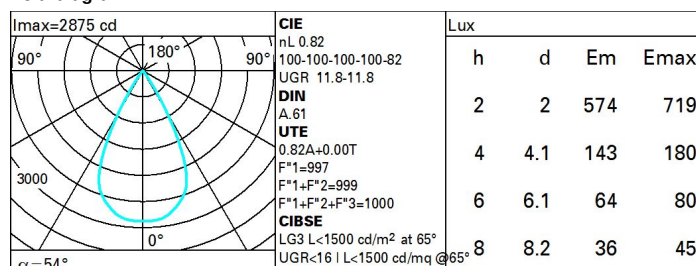 Imax=2875 cd
90° 180° 90°
3000
0°
α=54°
CIE
nL 0.82
100-100-100-100-82
UGR 11.8-11.8
DIN
A.61
UTE
0.82A+0.00T
F"1=997
F"1+F"2=999
F"1+F"2+F"3=1000
CIBSE
LG3 L<1500 cd/m² at 65°
UGR<16 | L<1500 cd/mq @65°
Lux
h d Em Emax
2 2 574 719
4 4.1 143 180
6 6.1 64 80
8 8.2 36 45